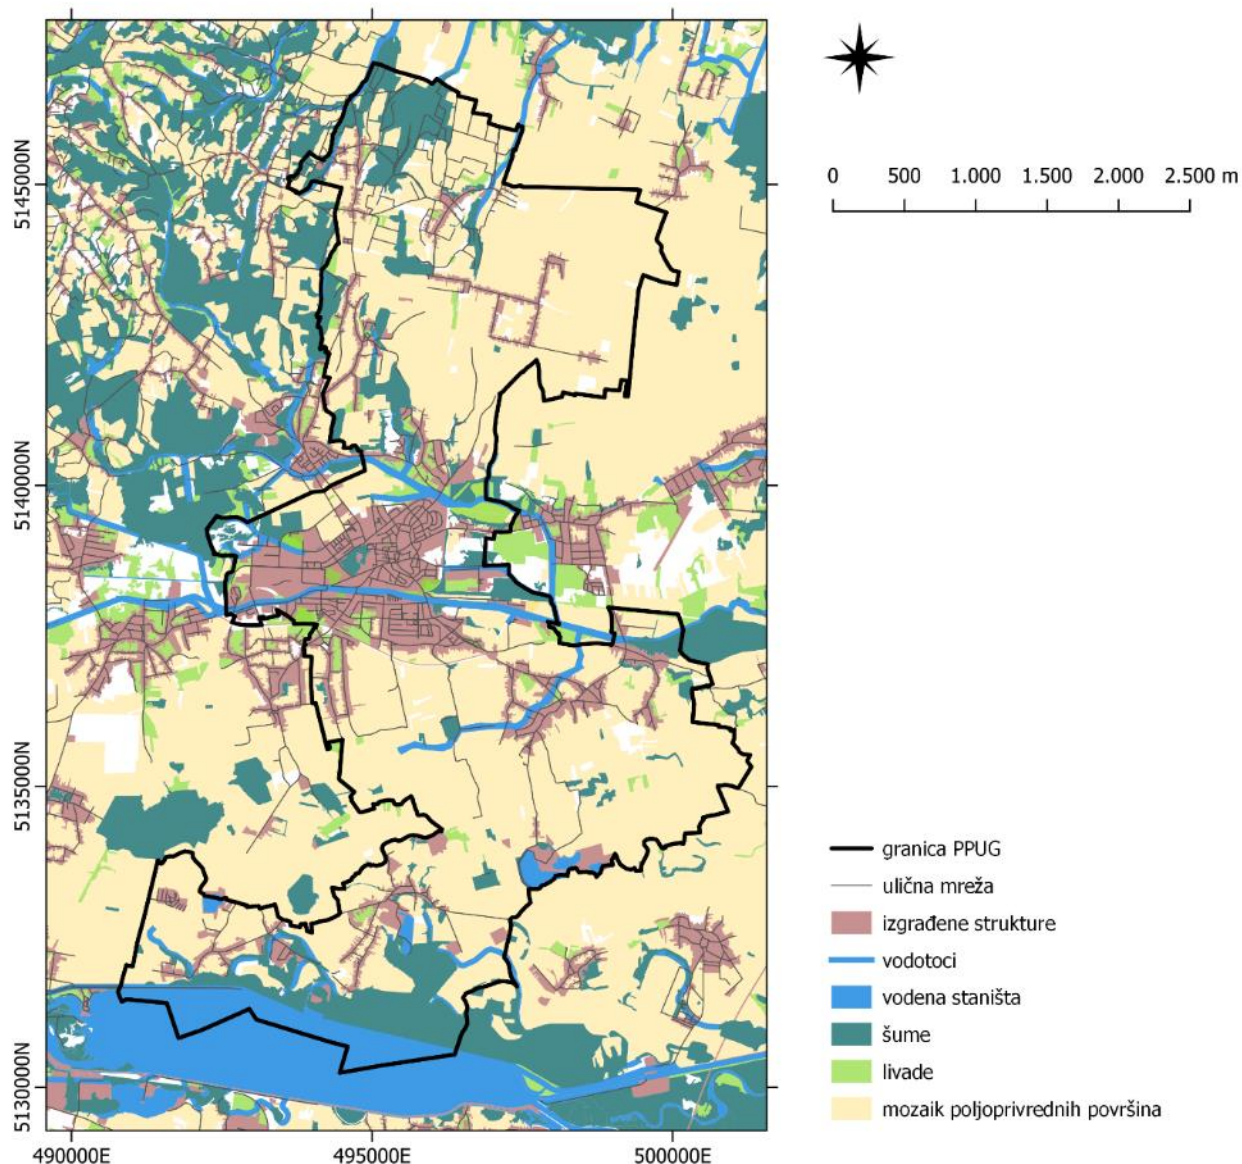 0 500 1.000 1.500 2.000 2.500 m
5145000N
5140000N
5135000N
5130000N
490000E 495000E 500000E
granica PPUG
ulična mreža
izgrađene strukture
vodotoci
vodena staništa
šume
livade
mozaik poljoprivrednih površina